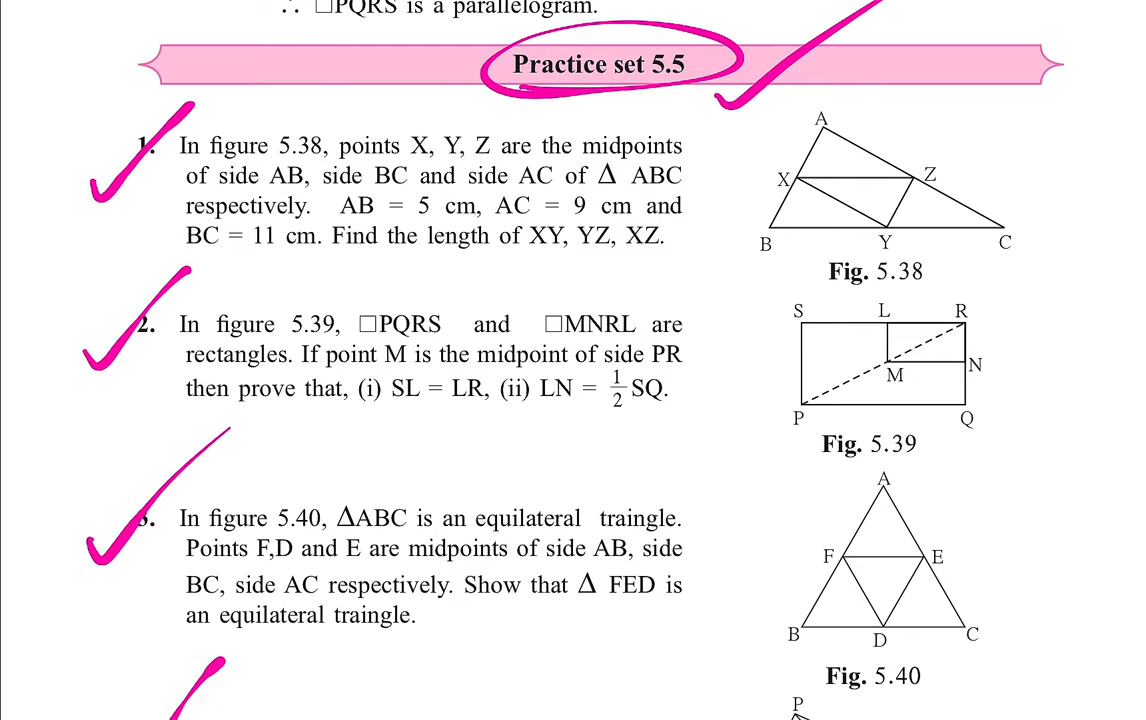 ∴ □PQRS is a parallelogram.
Practice set 5.5
1. In figure 5.38, points X, Y, Z are the midpoints
of side AB, side BC and side AC of Δ ABC
respectively. AB = 5 cm, AC = 9 cm and
BC = 11 cm. Find the length of XY, YZ, XZ.
A
X
Z
B
Y
C
Fig. 5.38
2. In figure 5.39, □PQRS and □MNRL are
rectangles. If point M is the midpoint of side PR
then prove that, (i) SL = LR, (ii) LN = 1/2 SQ.
S
L
R
M
N
P
Q
Fig. 5.39
3. In figure 5.40, ΔABC is an equilateral traingle.
Points F,D and E are midpoints of side AB, side
BC, side AC respectively. Show that Δ FED is
an equilateral traingle.
A
F
E
B
D
C
Fig. 5.40
P